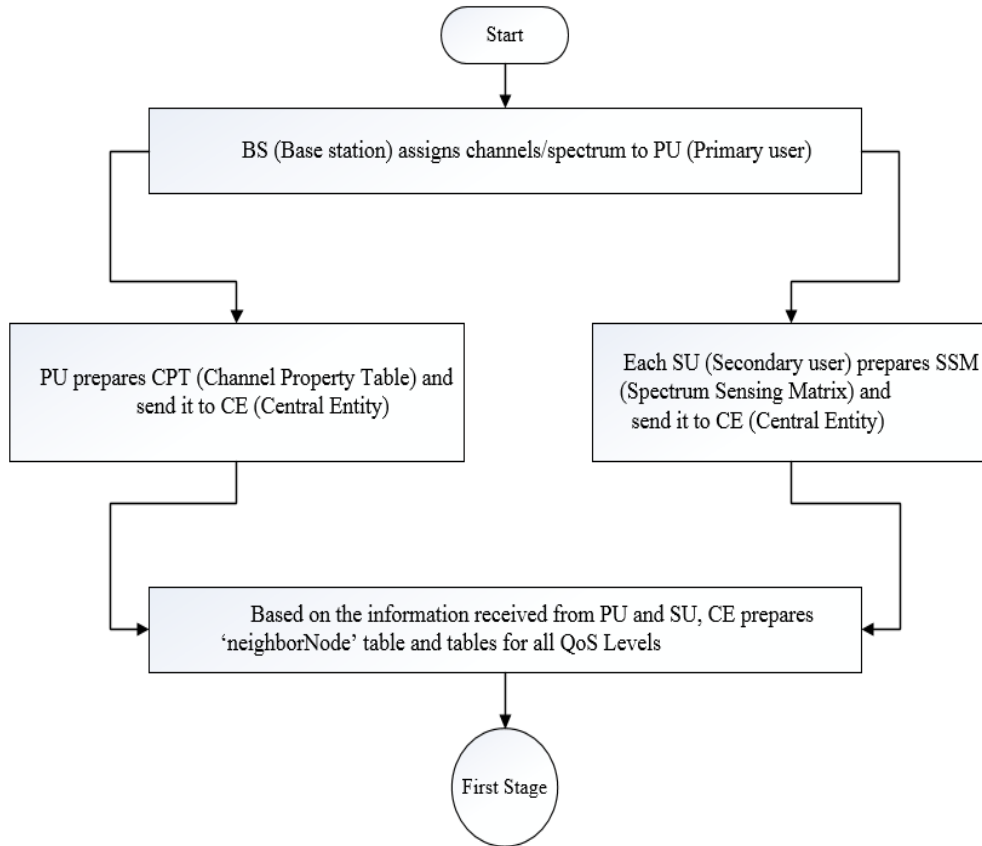 Start
BS (Base station) assigns channels/spectrum to PU (Primary user)
PU prepares CPT (Channel Property Table) and
send it to CE (Central Entity)
Each SU (Secondary user) prepares SSM
(Spectrum Sensing Matrix) and
send it to CE (Central Entity)
Based on the information received from PU and SU, CE prepares
‘neighborNode’ table and tables for all QoS Levels
First Stage